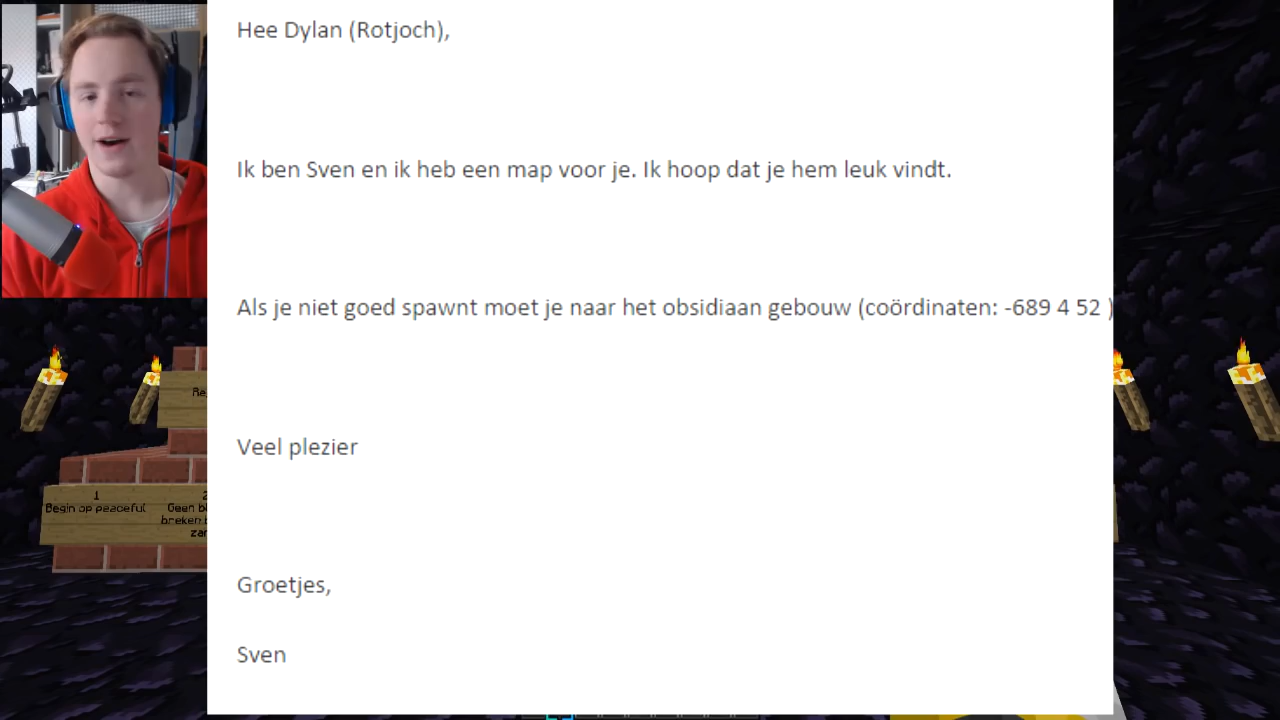 Hee Dylan (Rotjoch),
Ik ben Sven en ik heb een map voor je. Ik hoop dat je hem leuk vindt.
Als je niet goed spawnt moet je naar het obsidiaan gebouw (coördinaten: -689 4 52 )
Veel plezier
Groetjes,
Sven
1
Begin op peaceful
Geen
breken